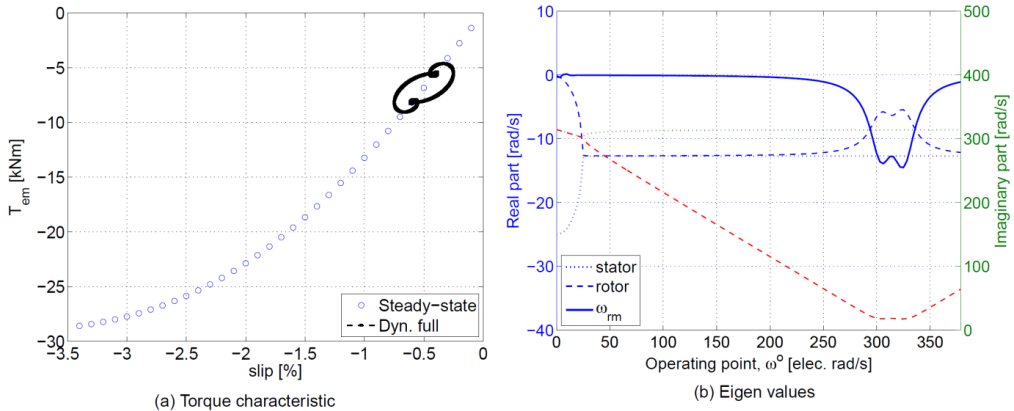 0
−5
−10
−15
−20
−25
−30
T_em [kNm]
−3.5 −3 −2.5 −2 −1.5 −1 −0.5 0
slip [%]
Steady−state
Dyn. full
(a) Torque characteristic
10
0
−10
−20
−30
−40
Real part [rad/s]
500
400
300
200
100
0
Imaginary part [rad/s]
stator
rotor
ω_rm
0 50 100 150 200 250 300 350
Operating point, ω° [elec. rad/s]
(b) Eigen values